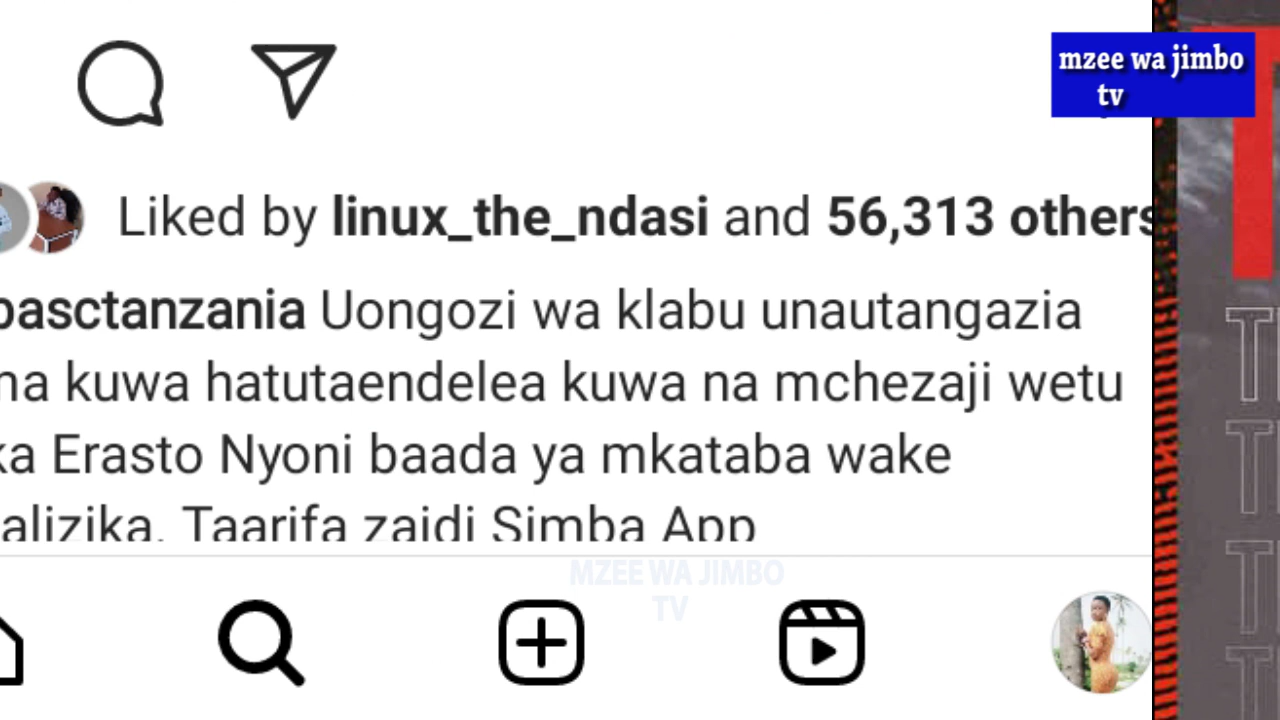 mzee wa jimbo
tv
Liked by linux_the_ndasi and 56,313 others
basctanzania Uongozi wa klabu unautangazia
ma kuwa hatutaendelea kuwa na mchezaji wetu
ka Erasto Nyoni baada ya mkataba wake
alizika. Taarifa zaidi Simba App
MZEE WA JIMBO
TV
T
T
T
T
T